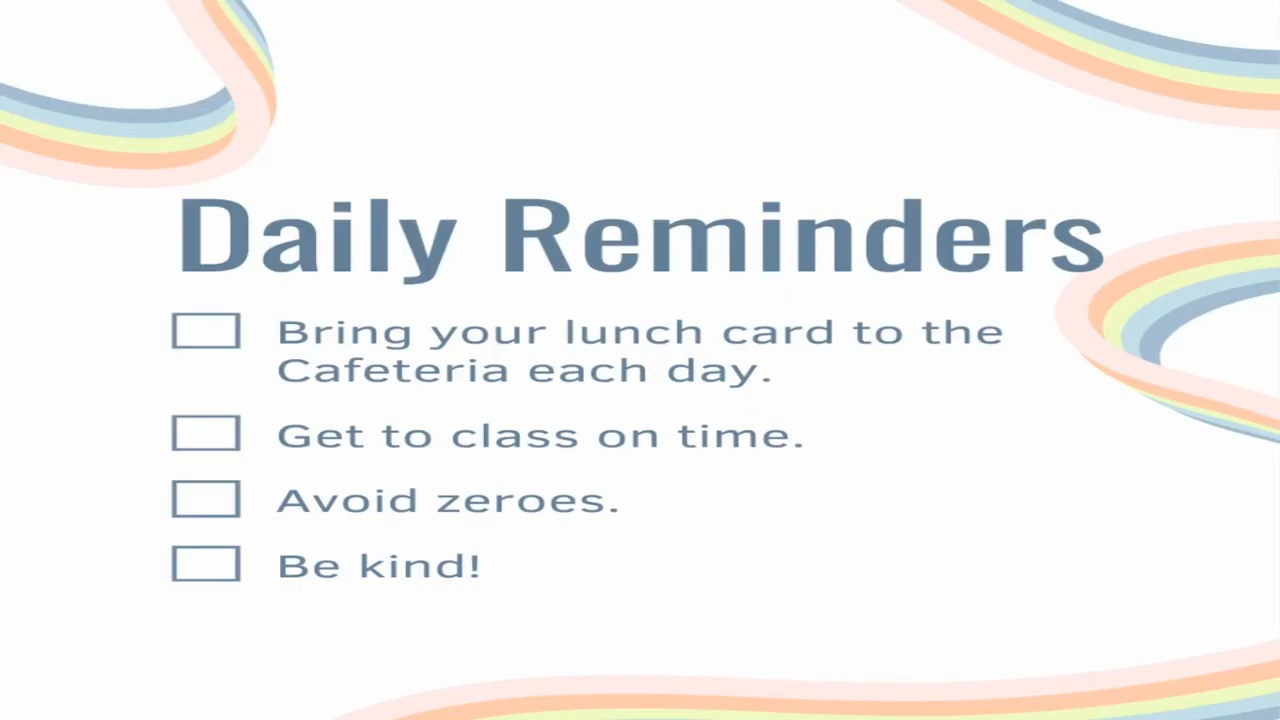 Daily Reminders
Bring your lunch card to the
Cafeteria each day.
Get to class on time.
Avoid zeroes.
Be kind!